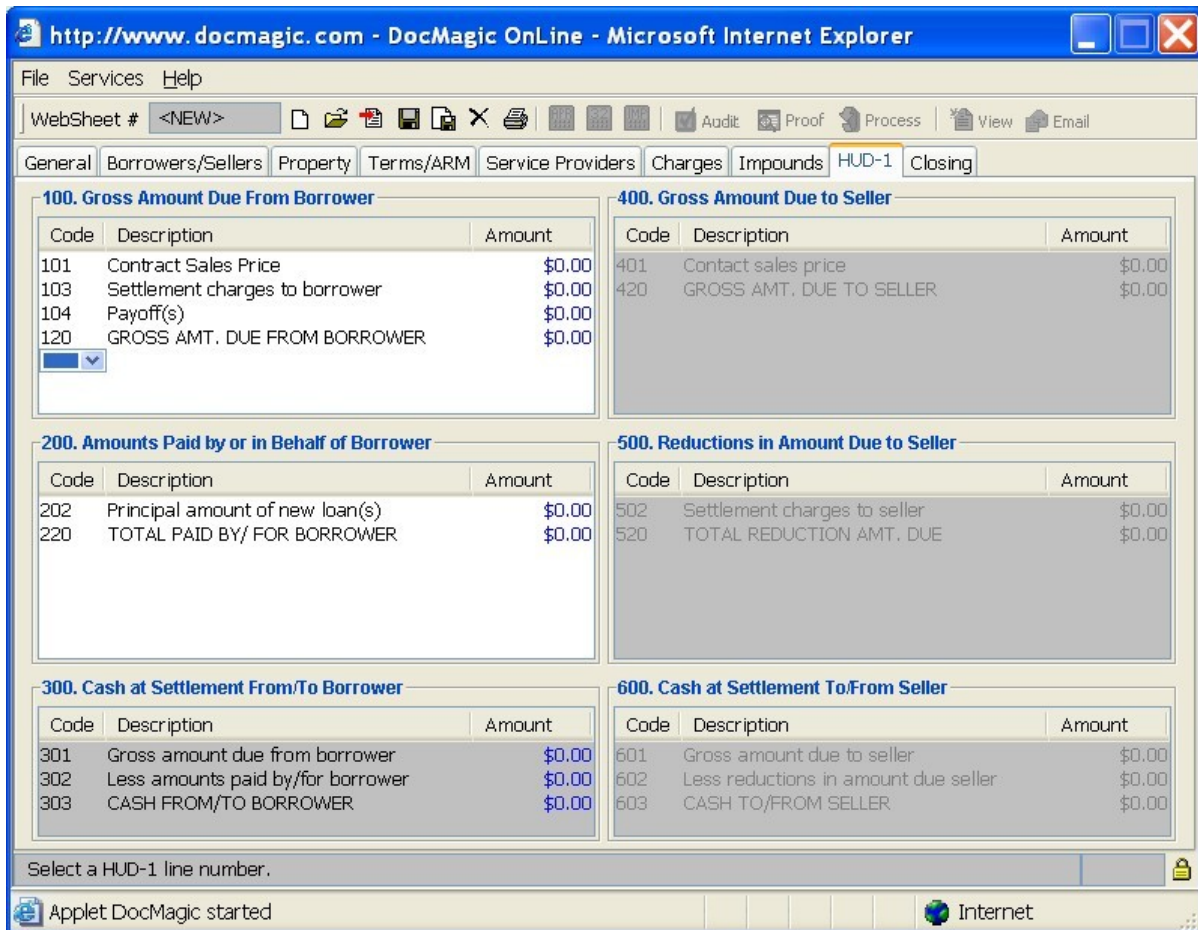 http://www.docmagic.com - DocMagic OnLine - Microsoft Internet Explorer
File Services Help
WebSheet # <NEW> Audit Proof Process View Email
General Borrowers/Sellers Property Terms/ARM Service Providers Charges Impounds HUD-1 Closing
100. Gross Amount Due From Borrower
Code Description Amount
101 Contract Sales Price $0.00
103 Settlement charges to borrower $0.00
104 Payoff(s) $0.00
120 GROSS AMT. DUE FROM BORROWER $0.00
400. Gross Amount Due to Seller
Code Description Amount
401 Contact sales price $0.00
420 GROSS AMT. DUE TO SELLER $0.00
200. Amounts Paid by or in Behalf of Borrower
Code Description Amount
202 Principal amount of new loan(s) $0.00
220 TOTAL PAID BY/ FOR BORROWER $0.00
500. Reductions in Amount Due to Seller
Code Description Amount
502 Settlement charges to seller $0.00
520 TOTAL REDUCTION AMT. DUE $0.00
300. Cash at Settlement From/To Borrower
Code Description Amount
301 Gross amount due from borrower $0.00
302 Less amounts paid by/for borrower $0.00
303 CASH FROM/TO BORROWER $0.00
600. Cash at Settlement To/From Seller
Code Description Amount
601 Gross amount due to seller $0.00
602 Less reductions in amount due seller $0.00
603 CASH TO/FROM SELLER $0.00
Select a HUD-1 line number.
Applet DocMagic started Internet